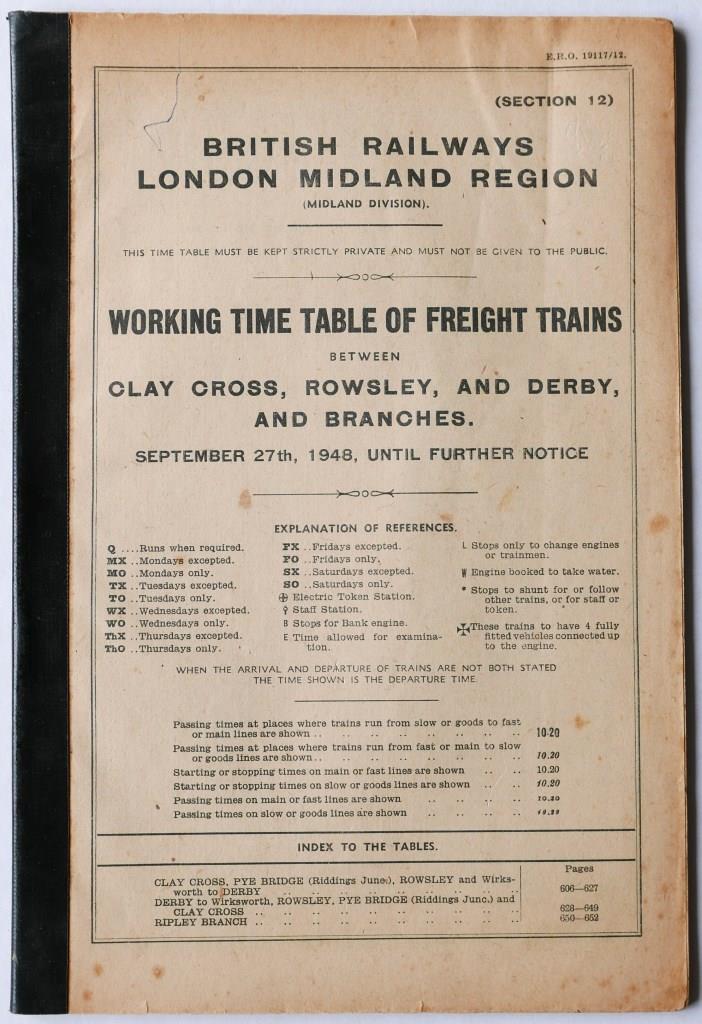 E.R.O. 19117/12.
(SECTION 12)
BRITISH RAILWAYS
LONDON MIDLAND REGION
(MIDLAND DIVISION).
THIS TIME TABLE MUST BE KEPT STRICTLY PRIVATE AND MUST NOT BE GIVEN TO THE PUBLIC.
WORKING TIME TABLE OF FREIGHT TRAINS
BETWEEN
CLAY CROSS, ROWSLEY, AND DERBY,
AND BRANCHES.
SEPTEMBER 27th, 1948, UNTIL FURTHER NOTICE
EXPLANATION OF REFERENCES.
Q ....Runs when required.
MX ..Mondays excepted.
MO ..Mondays only.
TX ..Tuesdays excepted.
TO ..Tuesdays only.
WX ..Wednesdays excepted.
WO ..Wednesdays only.
ThX ..Thursdays excepted.
ThO ..Thursdays only.
FX ..Fridays excepted.
FO ..Fridays only.
SX ..Saturdays excepted.
SO ..Saturdays only.
⊕ Electric Token Station.
♀ Staff Station.
B Stops for Bank engine.
E Time allowed for examina-
tion.
L Stops only to change engines
or trainmen.
W Engine booked to take water.
* Stops to shunt for or follow
other trains, or for staff or
token.
✠These trains to have 4 fully
fitted vehicles connected up
to the engine.
WHEN THE ARRIVAL AND DEPARTURE OF TRAINS ARE NOT BOTH STATED
THE TIME SHOWN IS THE DEPARTURE TIME.
Passing times at places where trains run from slow or goods to fast
or main lines are shown .. .. .. .. .. .. .. .. 10-20
Passing times at places where trains run from fast or main to slow
or goods lines are shown .. .. .. .. .. .. .. .. 10.20
Starting or stopping times on main or fast lines are shown .. .. 10.20
Starting or stopping times on slow or goods lines are shown .. .. 10.20
Passing times on main or fast lines are shown .. .. .. 10.20
Passing times on slow or goods lines are shown .. .. .. 10.20
INDEX TO THE TABLES.
Pages
CLAY CROSS, PYE BRIDGE (Riddings Junc.), ROWSLEY and Wirks-
worth to DERBY .. .. .. .. .. .. .. .. .. 606—627
DERBY to Wirksworth, ROWSLEY, PYE BRIDGE (Riddings Junc.) and
CLAY CROSS .. .. .. .. .. .. .. .. .. .. 628—649
RIPLEY BRANCH .. .. .. .. .. .. .. .. .. .. 650—652